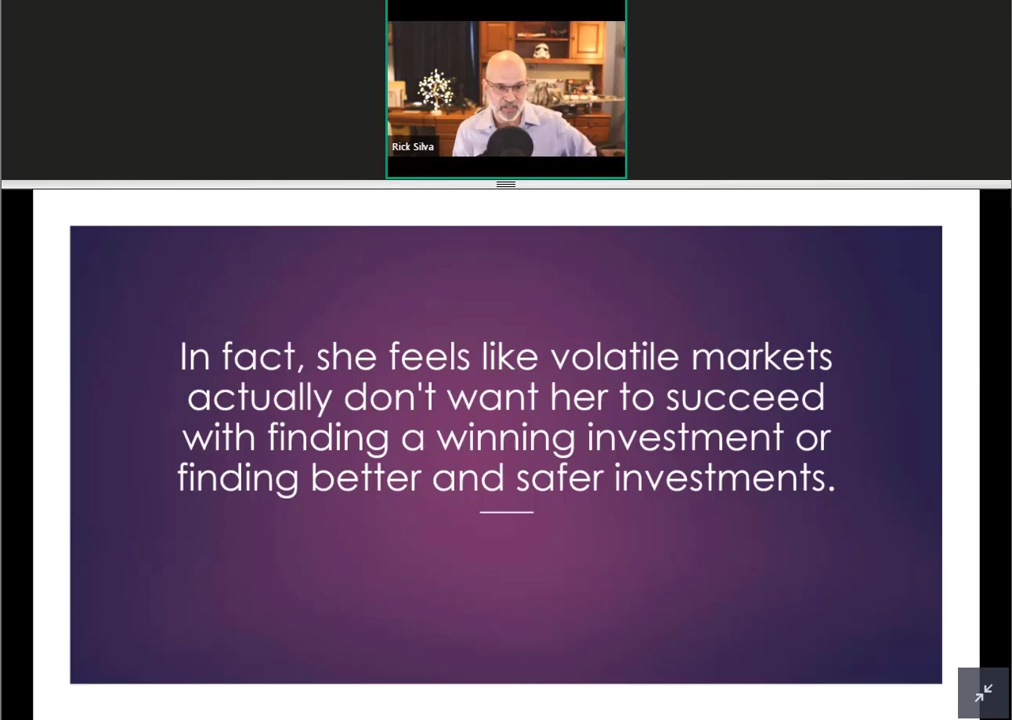 Rick Silva
In fact, she feels like volatile markets
actually don't want her to succeed
with finding a winning investment or
finding better and safer investments.